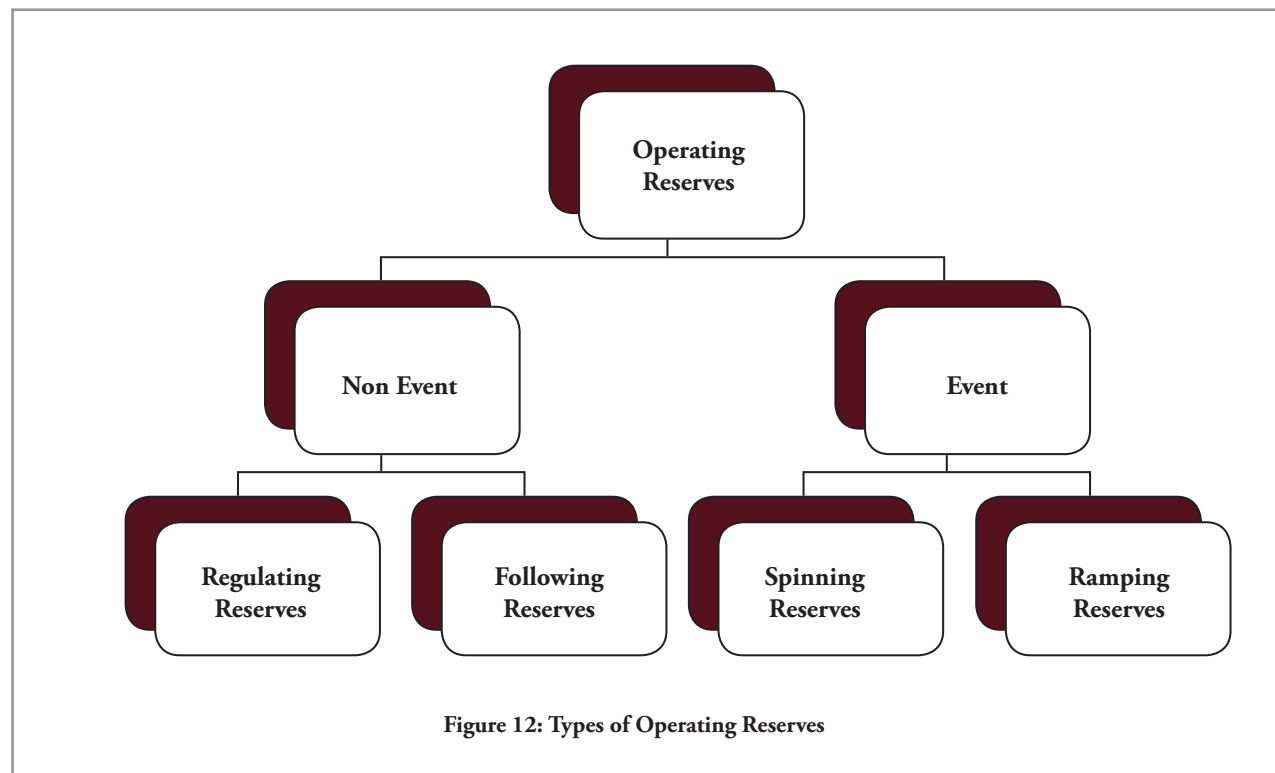 Operating
Reserves
Non Event
Event
Regulating
Reserves
Following
Reserves
Spinning
Reserves
Ramping
Reserves
Figure 12: Types of Operating Reserves